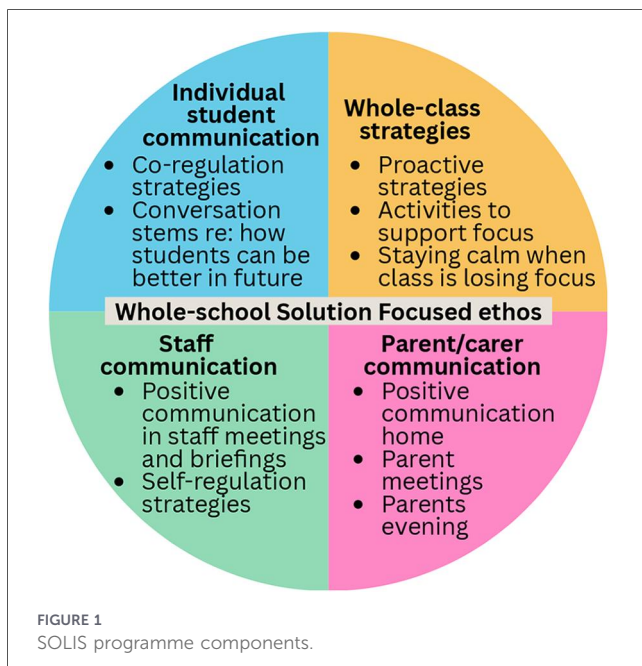 Individual
student
communication
• Co-regulation
strategies
• Conversation
stems re: how
students can be
better in future
Whole-class
strategies
• Proactive
strategies
• Activities to
support focus
• Staying calm when
class is losing focus
Whole-school Solution Focused ethos
Staff
communication
• Positive
communication
in staff meetings
and briefings
• Self-regulation
strategies
Parent/carer
communication
• Positive
communication
home
• Parent
meetings
• Parents
evening
FIGURE 1
SOLIS programme components.